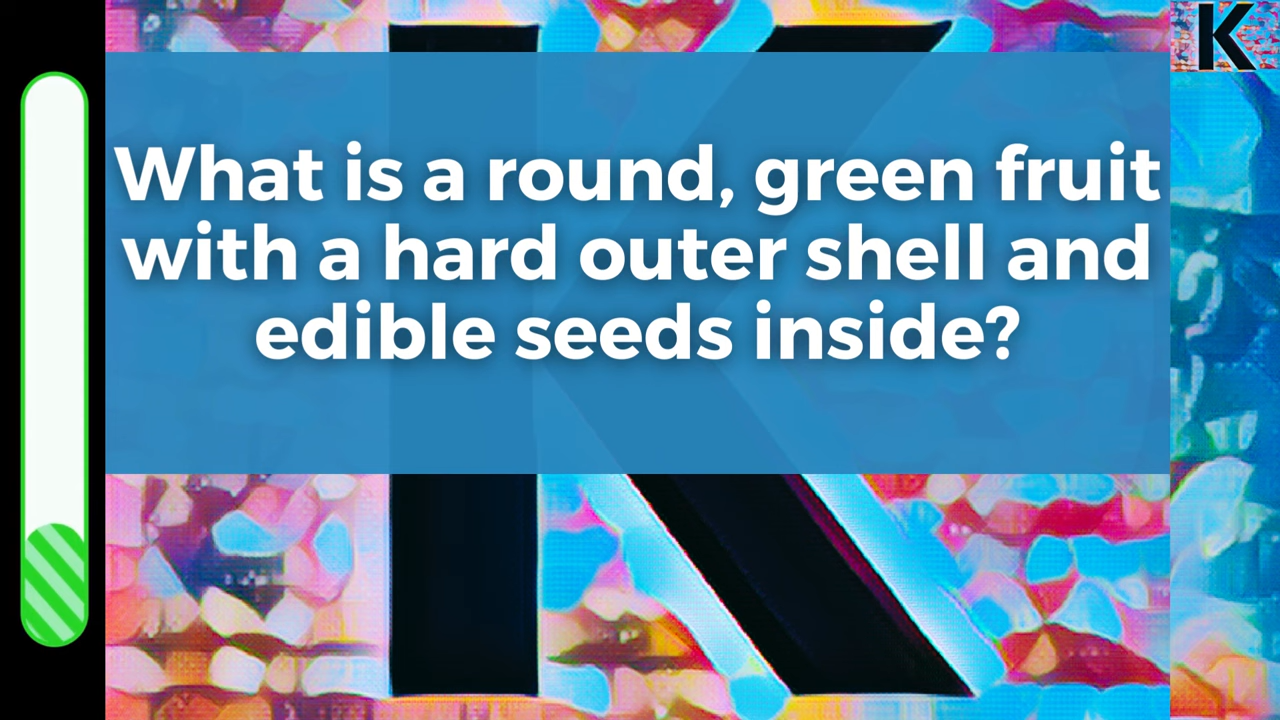 K
What is a round, green fruit
with a hard outer shell and
edible seeds inside?